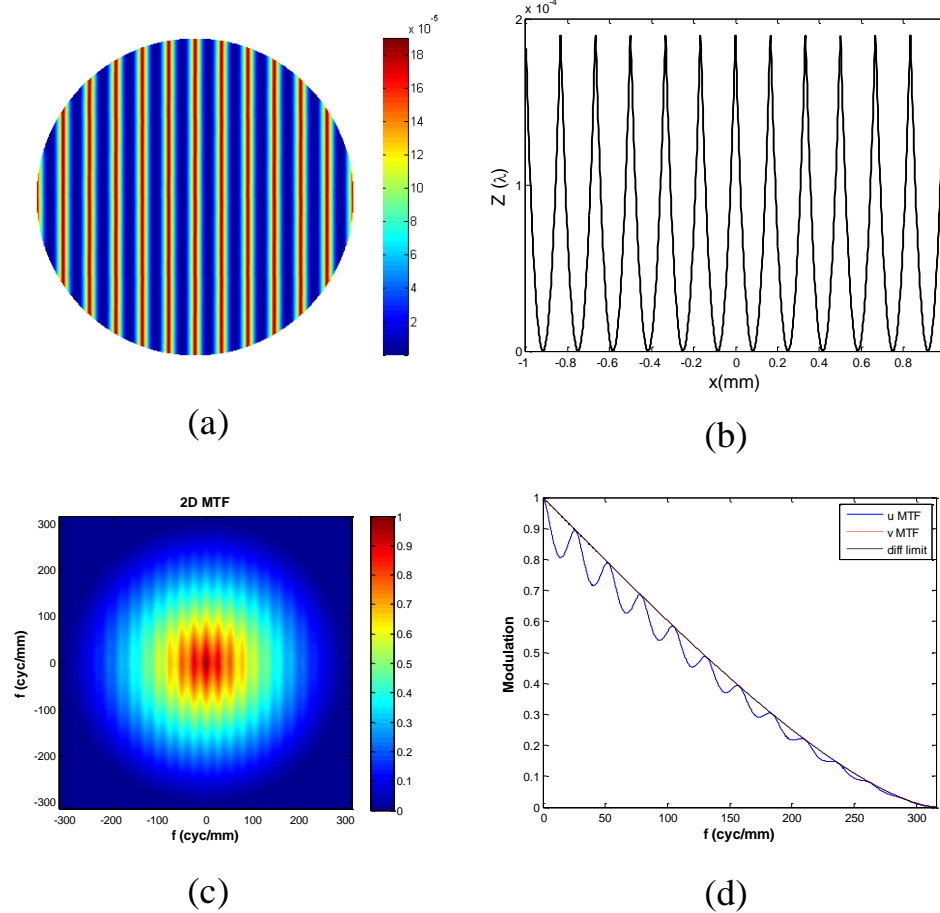 x 10⁻⁵
18
16
14
12
10
8
6
4
2
(a)
x 10⁻⁴
2
1
0
Z (λ)
-1 -0.8 -0.6 -0.4 -0.2 0 0.2 0.4 0.6 0.8
x(mm)
(b)
2D MTF
300
200
100
0
-100
-200
-300
f (cyc/mm)
-300 -200 -100 0 100 200 300
f (cyc/mm)
1
0.9
0.8
0.7
0.6
0.5
0.4
0.3
0.2
0.1
0
(c)
1
0.9
0.8
0.7
0.6
0.5
0.4
0.3
0.2
0.1
0
Modulation
0 50 100 150 200 250 300
f (cyc/mm)
u MTF
v MTF
diff limit
(d)